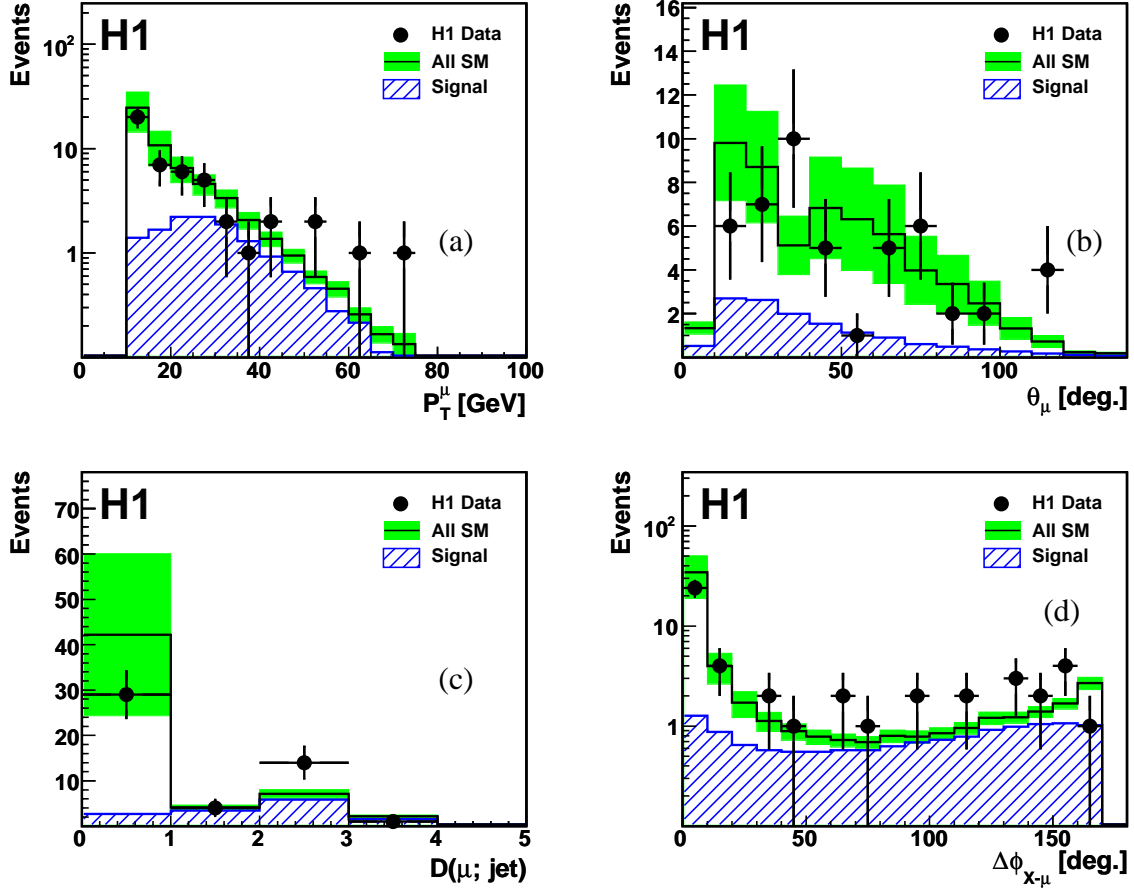 H1
Events
10²
10
1
H1 Data
All SM
Signal
(a)
0 20 40 60 80 100
P_T^μ [GeV]
H1
Events
16
14
12
10
8
6
4
2
H1 Data
All SM
Signal
(b)
0 50 100
θ_μ [deg.]
H1
Events
70
60
50
40
30
20
10
H1 Data
All SM
Signal
(c)
0 1 2 3 4 5
D(μ; jet)
H1
Events
10²
10
1
H1 Data
All SM
Signal
(d)
0 50 100 150
Δϕ_X-μ [deg.]